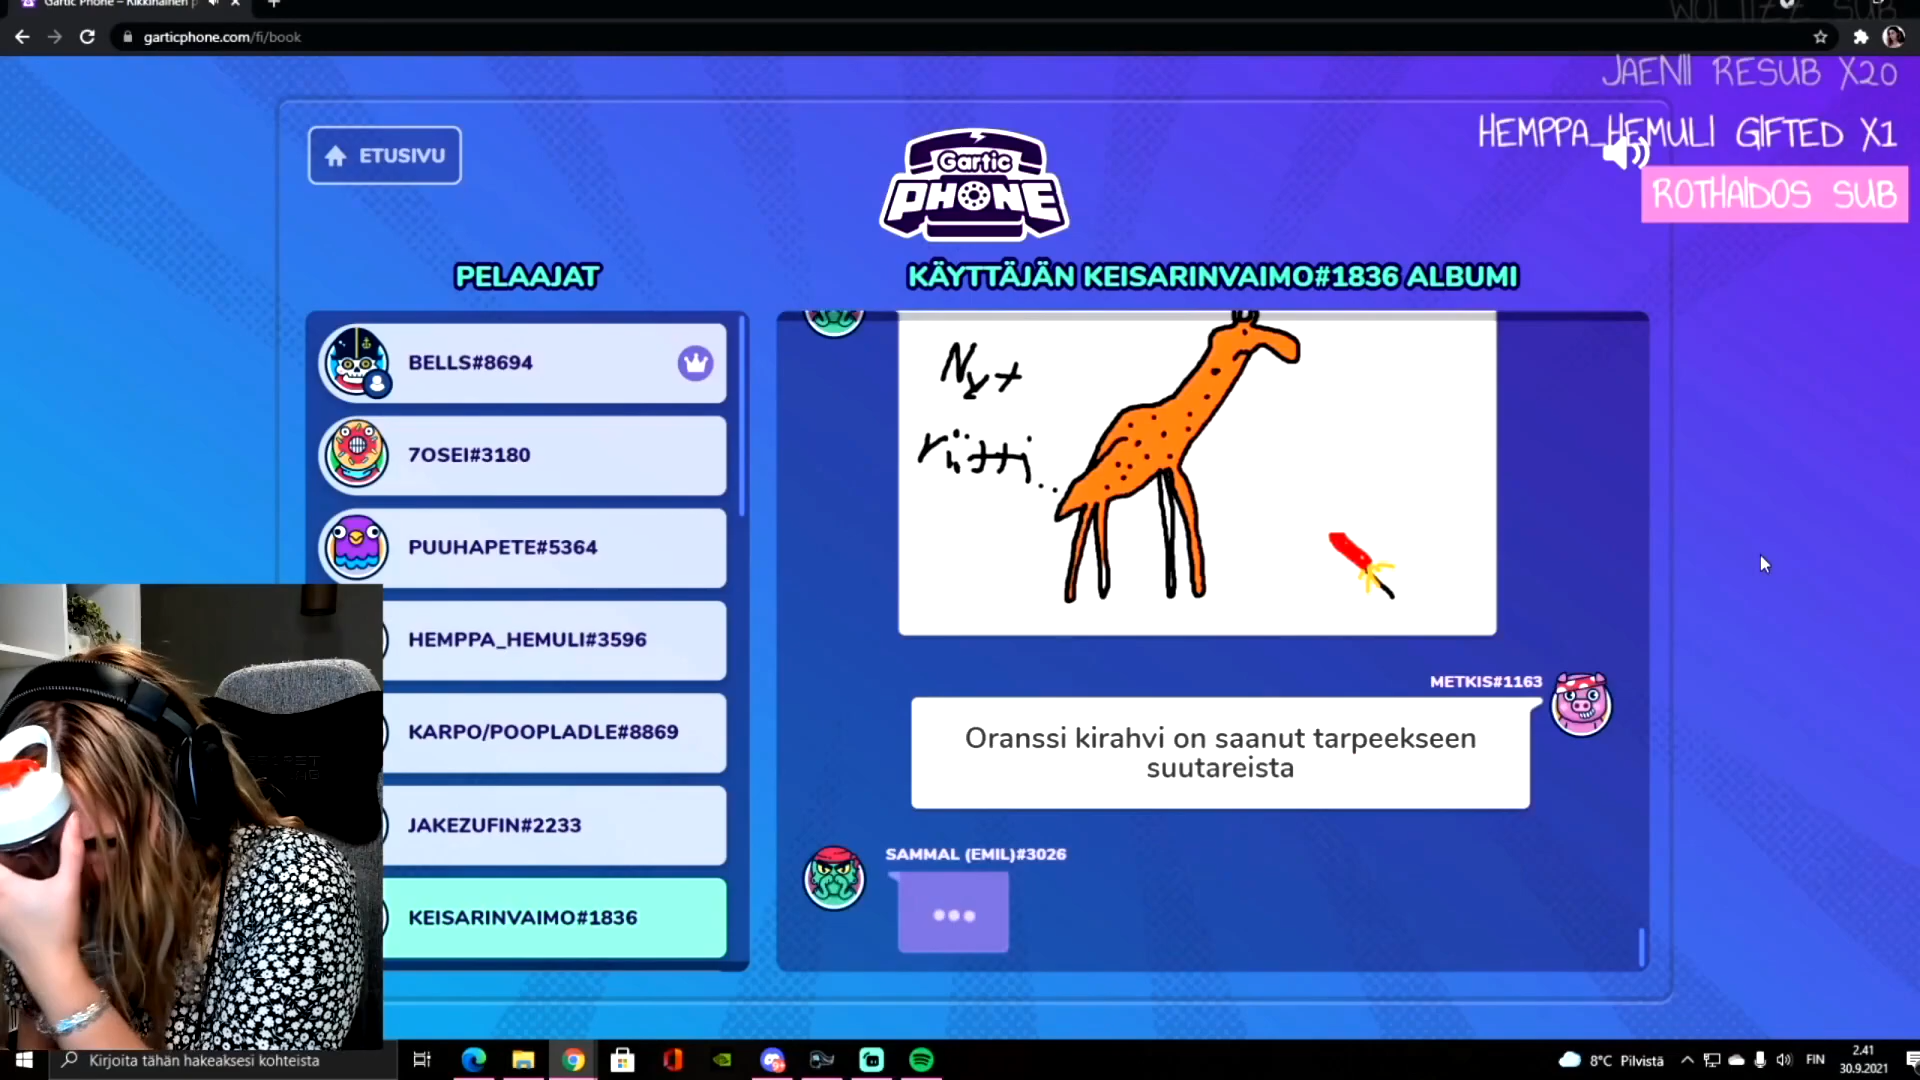 Gartic Phone – Rikkinäinen p
garticphone.com/fi/book
JAENII RESUB X20
HEMPPA_HEMULI GIFTED X1
ROTHAIDOS SUB
ETUSIVU
Gartic
PHONE
PELAAJAT
KÄYTTÄJÄN KEISARINVAIMO#1836 ALBUMI
BELLS#8694
7OSEI#3180
PUUHAPETE#5364
HEMPPA_HEMULI#3596
KARPO/POOPLADLE#8869
JAKEZUFIN#2233
KEISARINVAIMO#1836
Nyt
riitti...
METKIS#1163
Oranssi kirahvi on saanut tarpeekseen
suutareista
SAMMAL (EMIL)#3026
Kirjoita tähän hakeaksesi kohteista
8°C Pilvistä
FIN
2.41
30.9.2021